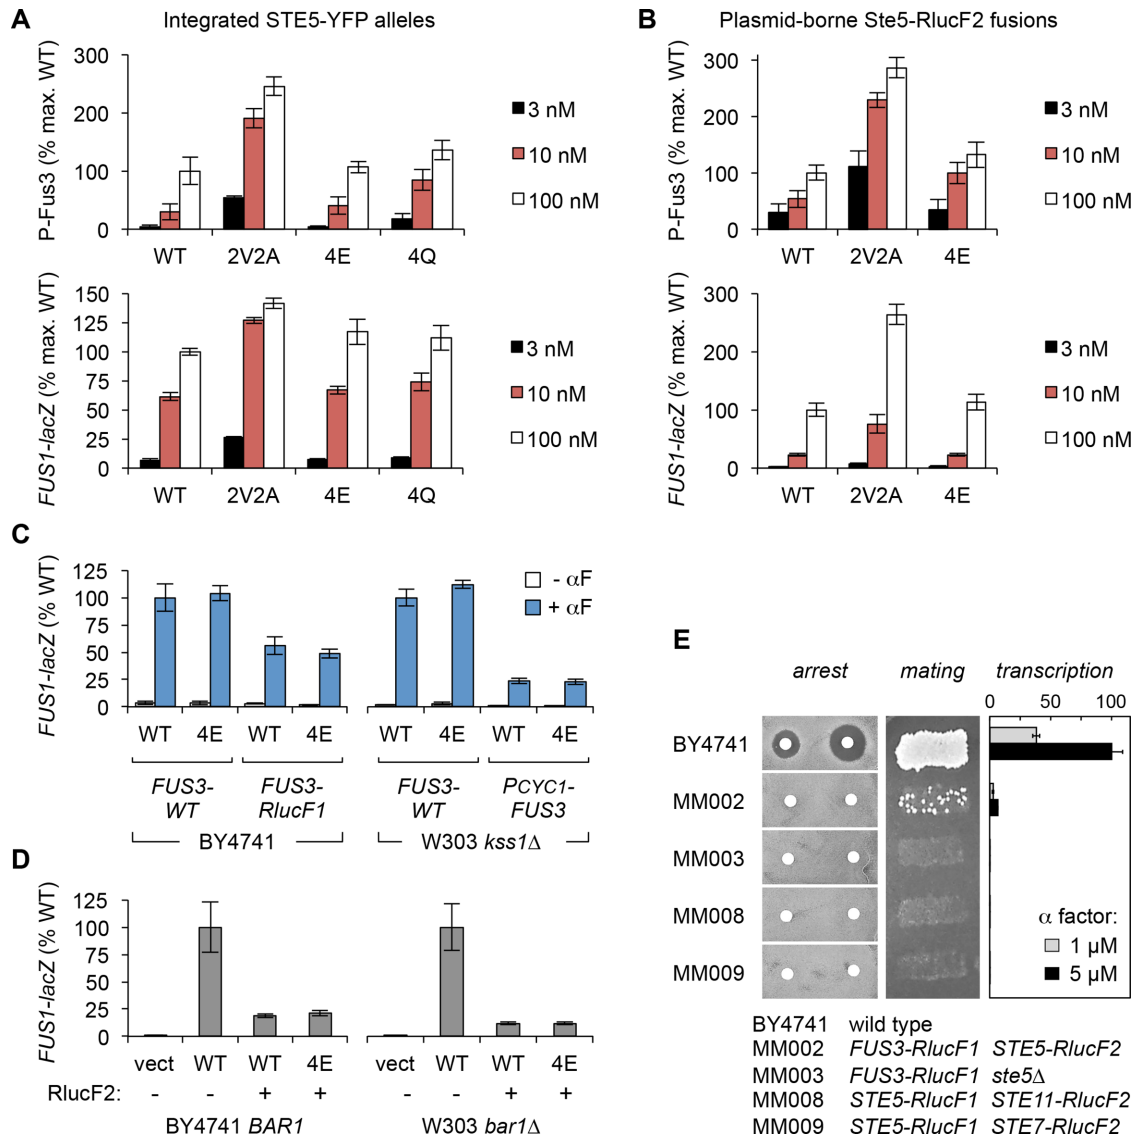 A
Integrated STE5-YFP alleles
P-Fus3 (% max. WT)
300
200
100
0
WT 2V2A 4E 4Q
3 nM
10 nM
100 nM
FUS1-lacZ (% max. WT)
150
125
100
75
50
25
0
WT 2V2A 4E 4Q
3 nM
10 nM
100 nM
B
Plasmid-borne Ste5-RlucF2 fusions
P-Fus3 (% max. WT)
300
200
100
0
WT 2V2A 4E
3 nM
10 nM
100 nM
FUS1-lacZ (% max. WT)
300
200
100
0
WT 2V2A 4E
3 nM
10 nM
100 nM
C
FUS1-lacZ (% WT)
125
100
75
50
25
0
- αF
+ αF
WT 4E WT 4E WT 4E WT 4E
FUS3-WT FUS3-RlucF1 FUS3-WT PCYC1-FUS3
BY4741 W303 kss1Δ
D
FUS1-lacZ (% WT)
125
100
75
50
25
0
vect WT WT 4E vect WT WT 4E
RlucF2: - - + + - - + +
BY4741 BAR1 W303 bar1Δ
E
arrest mating transcription
0 50 100
BY4741
MM002
MM003
MM008
MM009
α factor:
1 µM
5 µM
BY4741 wild type
MM002 FUS3-RlucF1 STE5-RlucF2
MM003 FUS3-RlucF1 ste5Δ
MM008 STE5-RlucF1 STE11-RlucF2
MM009 STE5-RlucF1 STE7-RlucF2